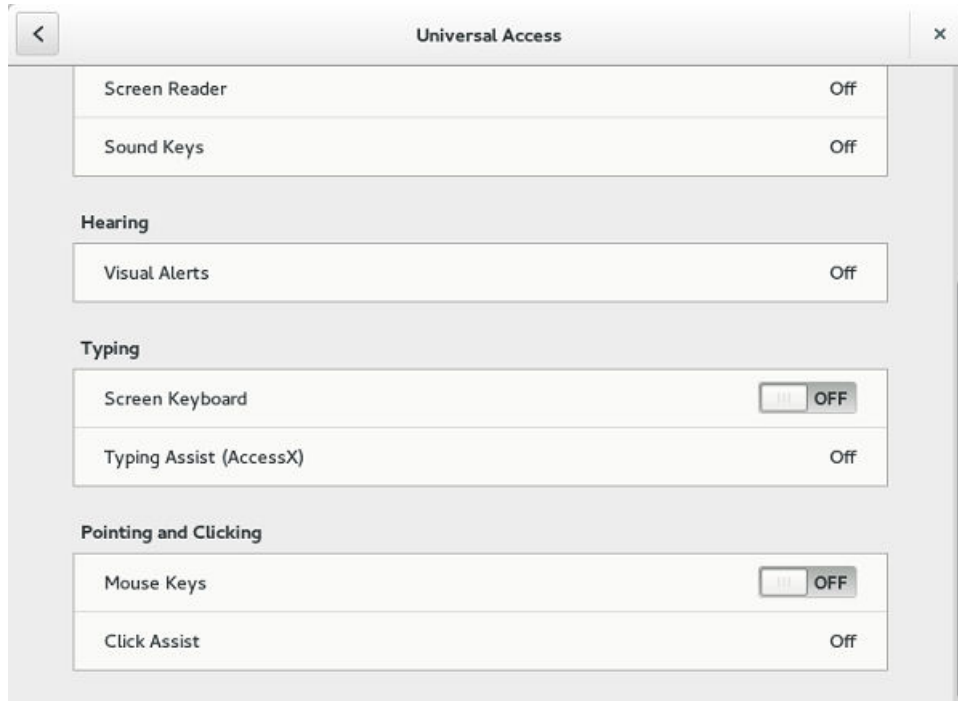 Universal Access
Screen Reader Off
Sound Keys Off
Hearing
Visual Alerts Off
Typing
Screen Keyboard OFF
Typing Assist (AccessX) Off
Pointing and Clicking
Mouse Keys OFF
Click Assist Off